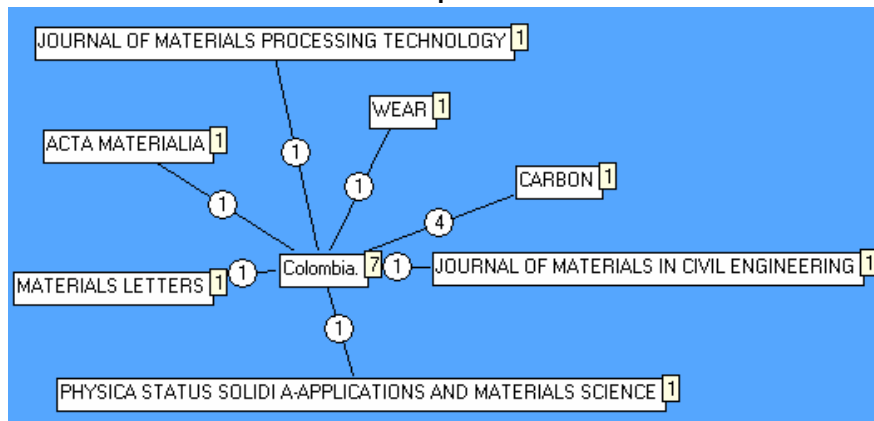 JOURNAL OF MATERIALS PROCESSING TECHNOLOGY 1
WEAR 1
ACTA MATERIALIA 1
1
1
CARBON 1
1
1
4
Colombia. 7
1
JOURNAL OF MATERIALS IN CIVIL ENGINEERING 1
MATERIALS LETTERS 1
1
1
PHYSICA STATUS SOLIDI A-APPLICATIONS AND MATERIALS SCIENCE 1